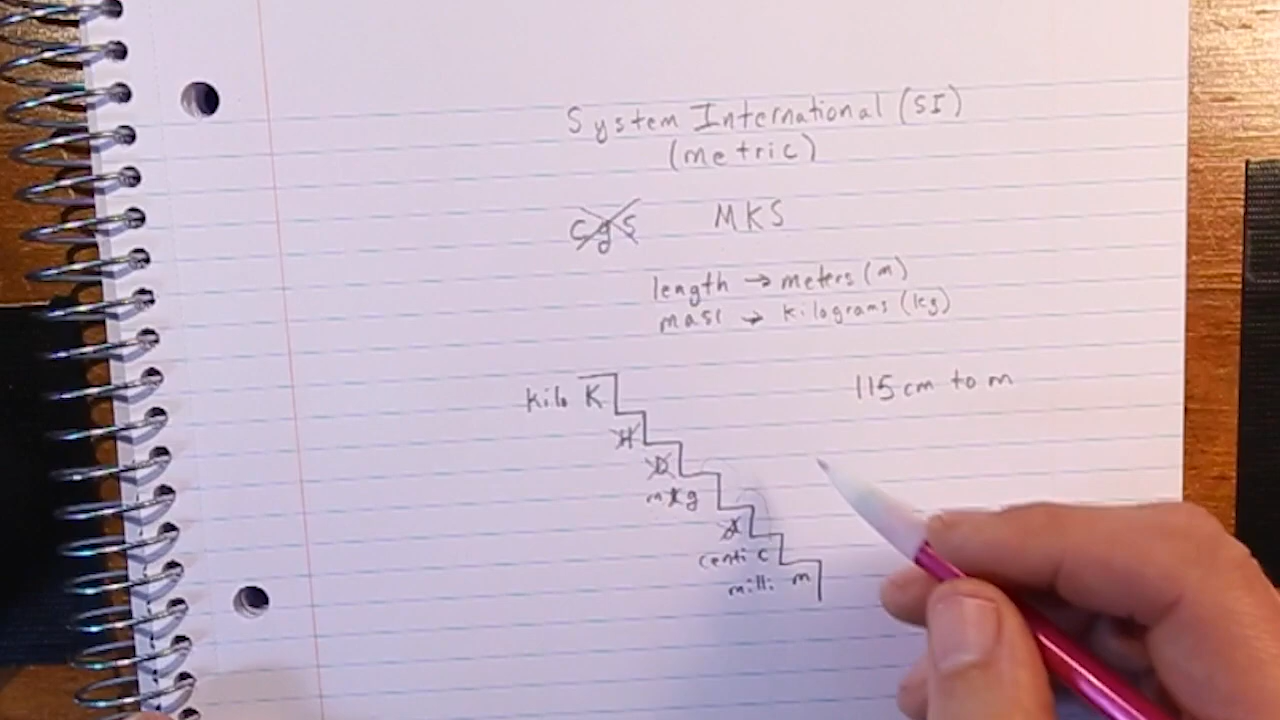 System International (SI)
(metric)
cgs MKS
length → meters (m)
mass → kilograms (kg)
kilo K
115 cm to m
H
D
m L g
d
centi c
milli m